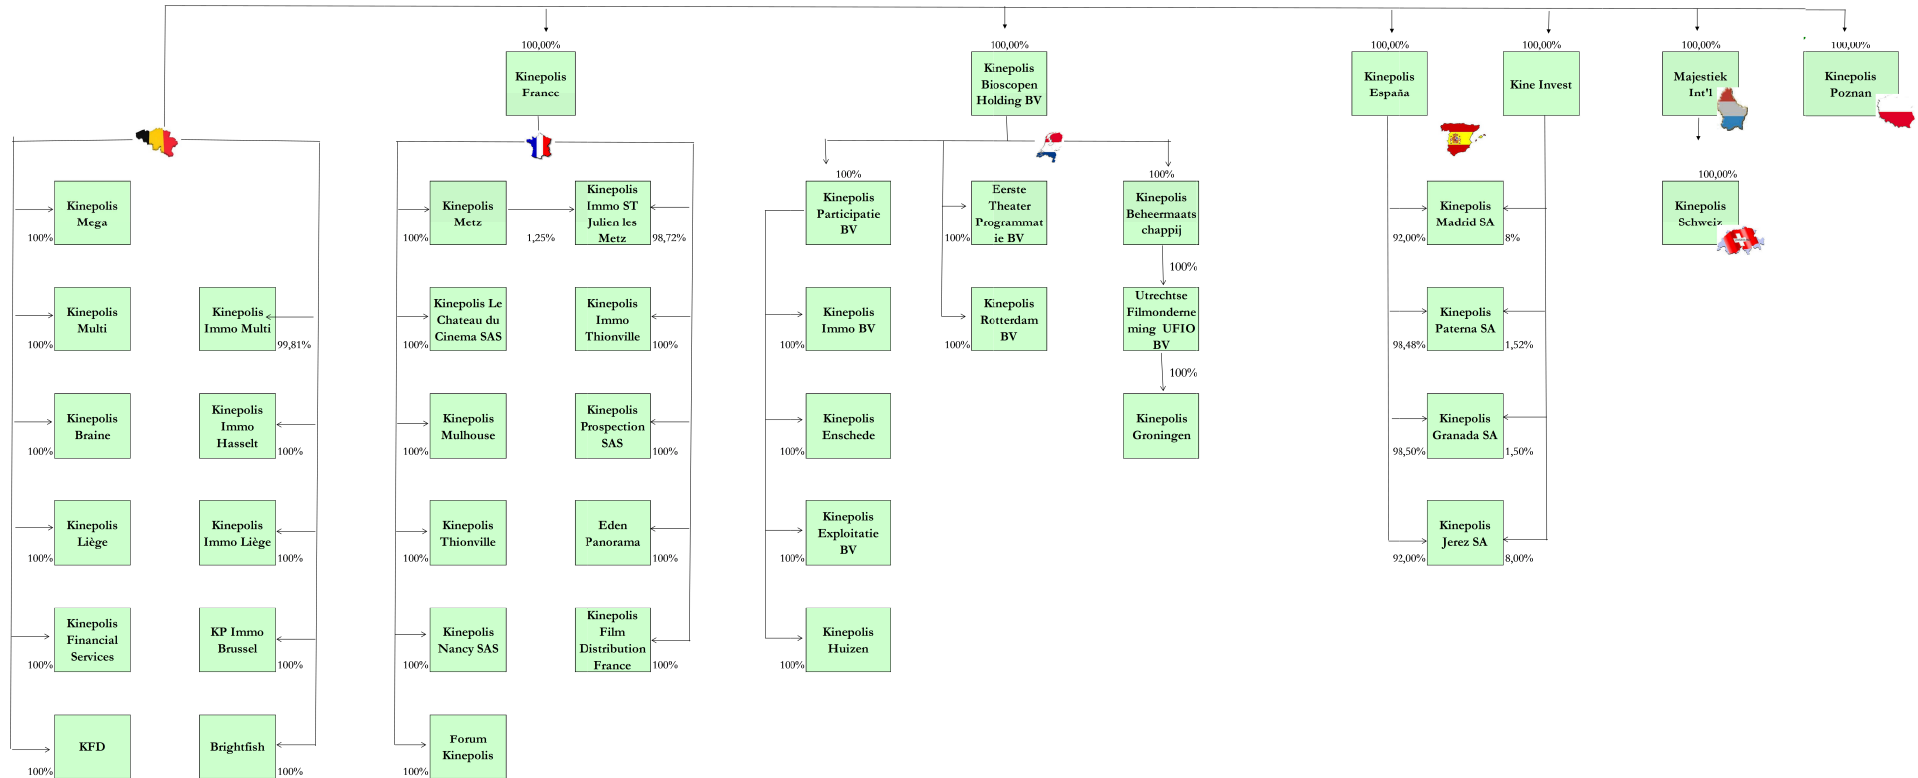 100,00%
100,00%
100,00%
100,00%
100,00%
100,00%
Kinepolis
France
Kinepolis
Bioscopen
Holding BV
Kinepolis
España
Kine Invest
Majestiek
Int'l
Kinepolis
Poznan
100%
100%
100,00%
Kinepolis
Mega
100%
Kinepolis
Metz
100%
1,25%
Kinepolis
Immo ST
Julien les
Metz
98,72%
Kinepolis
Participatie
BV
Eerste
Theater
Programmat
ie BV
100%
Kinepolis
Beheermaats
chappij
100%
Kinepolis
Madrid SA
92,00%
8%
Kinepolis
Schweiz
Kinepolis
Multi
100%
Kinepolis
Immo Multi
99,81%
Kinepolis Le
Chateau du
Cinema SAS
100%
Kinepolis
Immo
Thionville
100%
Kinepolis
Immo BV
100%
Kinepolis
Rotterdam
BV
100%
Utrechtse
Filmonderne
ming UFIO
BV
100%
Kinepolis
Paterna SA
98,48%
1,52%
Kinepolis
Braine
100%
Kinepolis
Immo
Hasselt
100%
Kinepolis
Mulhouse
100%
Kinepolis
Prospection
SAS
100%
Kinepolis
Enschede
100%
Kinepolis
Groningen
Kinepolis
Granada SA
98,50%
1,50%
Kinepolis
Liège
100%
Kinepolis
Immo Liège
100%
Kinepolis
Thionville
100%
Eden
Panorama
100%
Kinepolis
Exploitatie
BV
100%
Kinepolis
Jerez SA
92,00%
8,00%
Kinepolis
Financial
Services
100%
KP Immo
Brussel
100%
Kinepolis
Nancy SAS
100%
Kinepolis
Film
Distribution
France
100%
Kinepolis
Huizen
100%
KFD
100%
Brightfish
100%
Forum
Kinepolis
100%